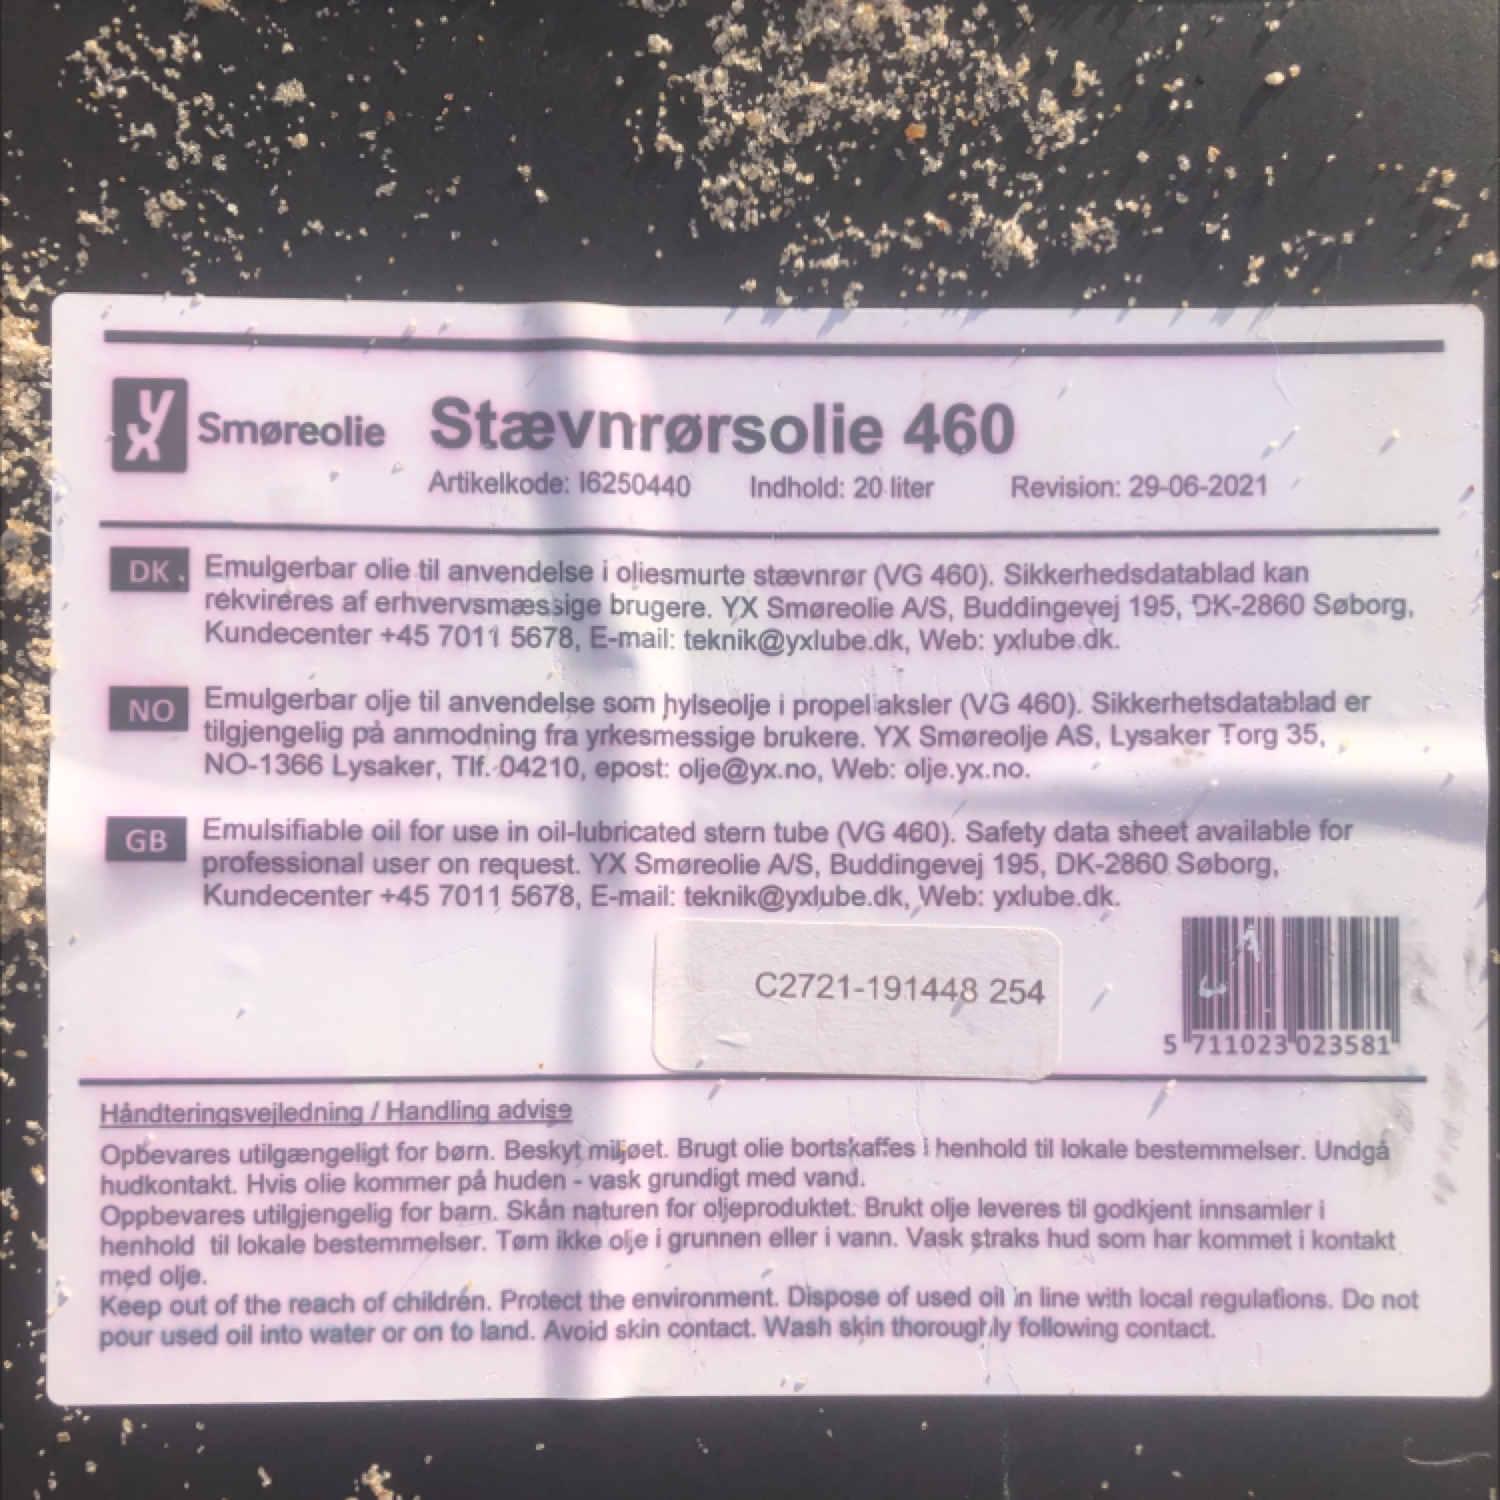 YX Smøreolie Stævnrørsolie 460
Artikelkode: I6250440 Indhold: 20 liter Revision: 29-06-2021
DK Emulgerbar olie til anvendelse i oliesmurte stævnrør (VG 460). Sikkerhedsdatablad kan
rekvireres af erhvervsmæssige brugere. YX Smøreolie A/S, Buddingevej 195, DK-2860 Søborg,
Kundecenter +45 7011 5678, E-mail: teknik@yxlube.dk, Web: yxlube.dk.
NO Emulgerbar olje til anvendelse som hylseolje i propellaksler (VG 460). Sikkerhetsdatablad er
tilgjengelig på anmodning fra yrkesmessige brukere. YX Smøreolje AS, Lysaker Torg 35,
NO-1366 Lysaker, Tlf. 04210, epost: olje@yx.no, Web: olje.yx.no.
GB Emulsifiable oil for use in oil-lubricated stern tube (VG 460). Safety data sheet available for
professional user on request. YX Smøreolie A/S, Buddingevej 195, DK-2860 Søborg,
Kundecenter +45 7011 5678, E-mail: teknik@yxlube.dk, Web: yxlube.dk.
C2721-191448 254
5 711023 023581
Håndteringsvejledning / Handling advise
Opbevares utilgængeligt for børn. Beskyt miljøet. Brugt olie bortskaffes i henhold til lokale bestemmelser. Undgå
hudkontakt. Hvis olie kommer på huden - vask grundigt med vand.
Oppbevares utilgjengelig for barn. Skån naturen for oljeproduktet. Brukt olje leveres til godkjent innsamler i
henhold til lokale bestemmelser. Tøm ikke olje i grunnen eller i vann. Vask straks hud som har kommet i kontakt
med olje.
Keep out of the reach of children. Protect the environment. Dispose of used oil in line with local regulations. Do not
pour used oil into water or on to land. Avoid skin contact. Wash skin thoroughly following contact.